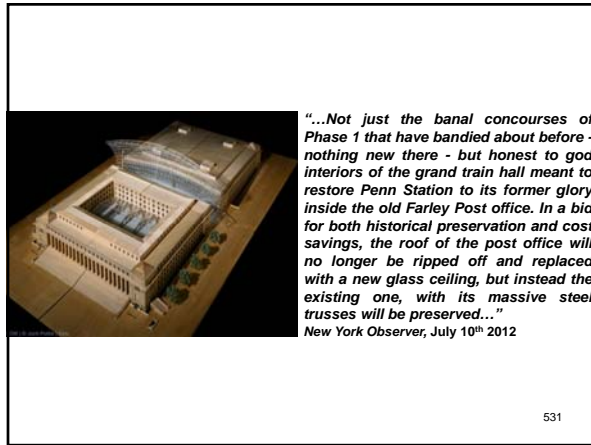 “…Not just the banal concourses of
Phase 1 that have bandied about before -
nothing new there - but honest to god
interiors of the grand train hall meant to
restore Penn Station to its former glory
inside the old Farley Post office. In a bid
for both historical preservation and cost
savings, the roof of the post office will
no longer be ripped off and replaced
with a new glass ceiling, but instead the
existing one, with its massive steel
trusses will be preserved…”
New York Observer, July 10th 2012
531